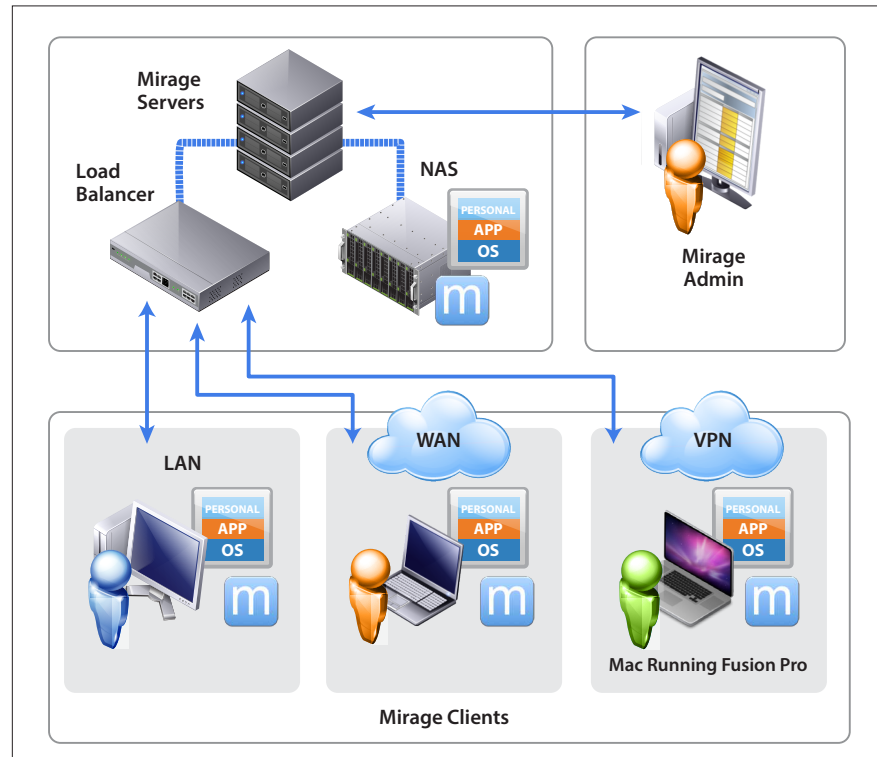 Mirage
Servers
Load
Balancer
NAS
PERSONAL
APP
OS
m
Mirage
Admin
LAN
PERSONAL
APP
OS
m
WAN
PERSONAL
APP
OS
m
VPN
PERSONAL
APP
OS
m
Mac Running Fusion Pro
Mirage Clients